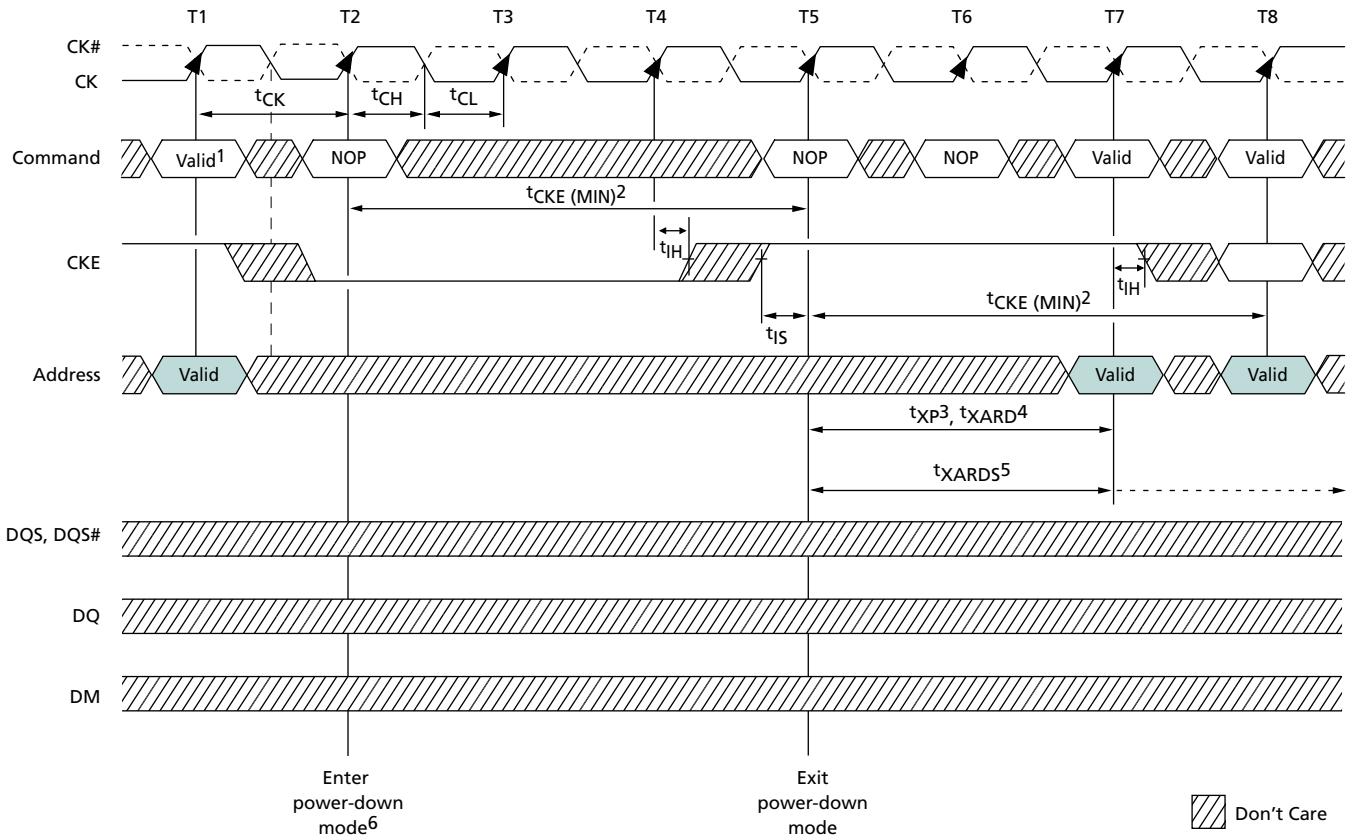 T1 T2 T3 T4 T5 T6 T7 T8
CK#
CK
tCK tCH tCL
Command Valid1 NOP NOP NOP Valid Valid
tCKE (MIN)2
tIH
CKE
tIH
tCKE (MIN)2
tIS
Address Valid Valid Valid
tXP3, tXARD4
tXARDS5
DQS, DQS#
DQ
DM
Enter
power-down
mode6
Exit
power-down
mode
Don't Care